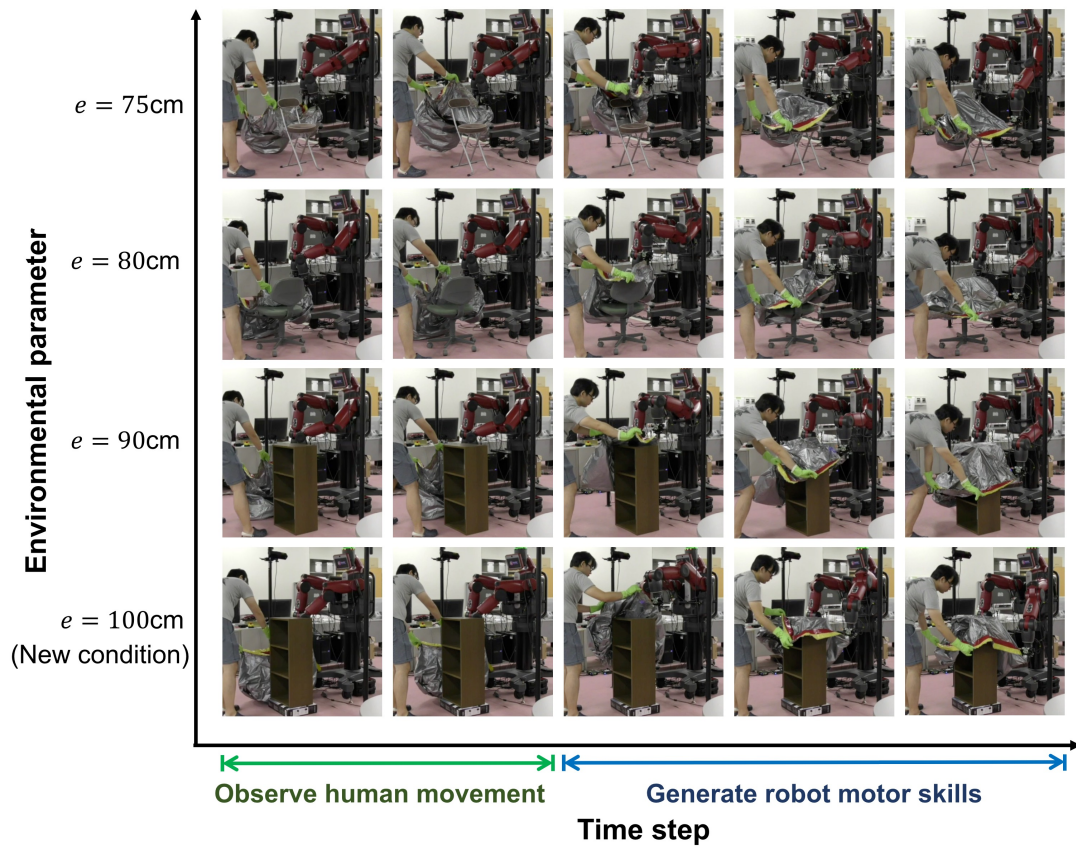 e = 75cm
e = 80cm
e = 90cm
e = 100cm
(New condition)
Environmental parameter
Observe human movement
Generate robot motor skills
Time step